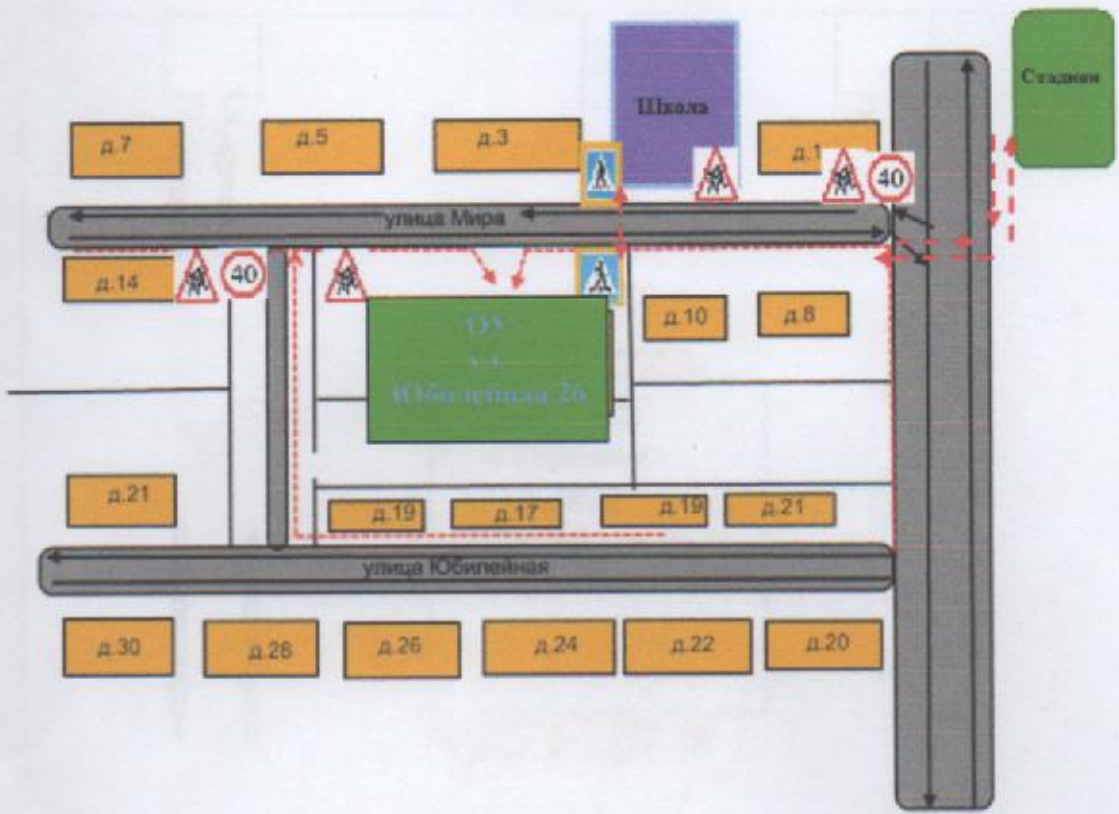 Стадион
Школа
д.7
д.5
д.3
д.1
40
улица Мира
д.14
40
ОУ
ул.
Юбилейная 26
д.10
д.8
д.21
д.19
д.17
д.19
д.21
улица Юбилейная
д.30
д.28
д.26
д.24
д.22
д.20